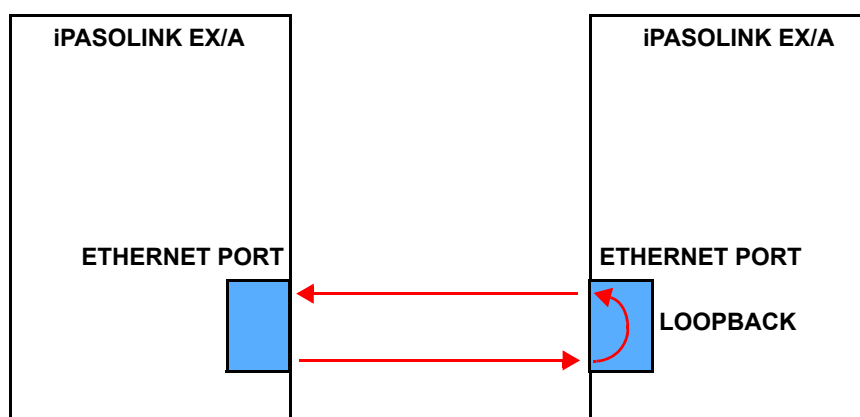 iPASOLINK EX/A
iPASOLINK EX/A
ETHERNET PORT
ETHERNET PORT
LOOPBACK